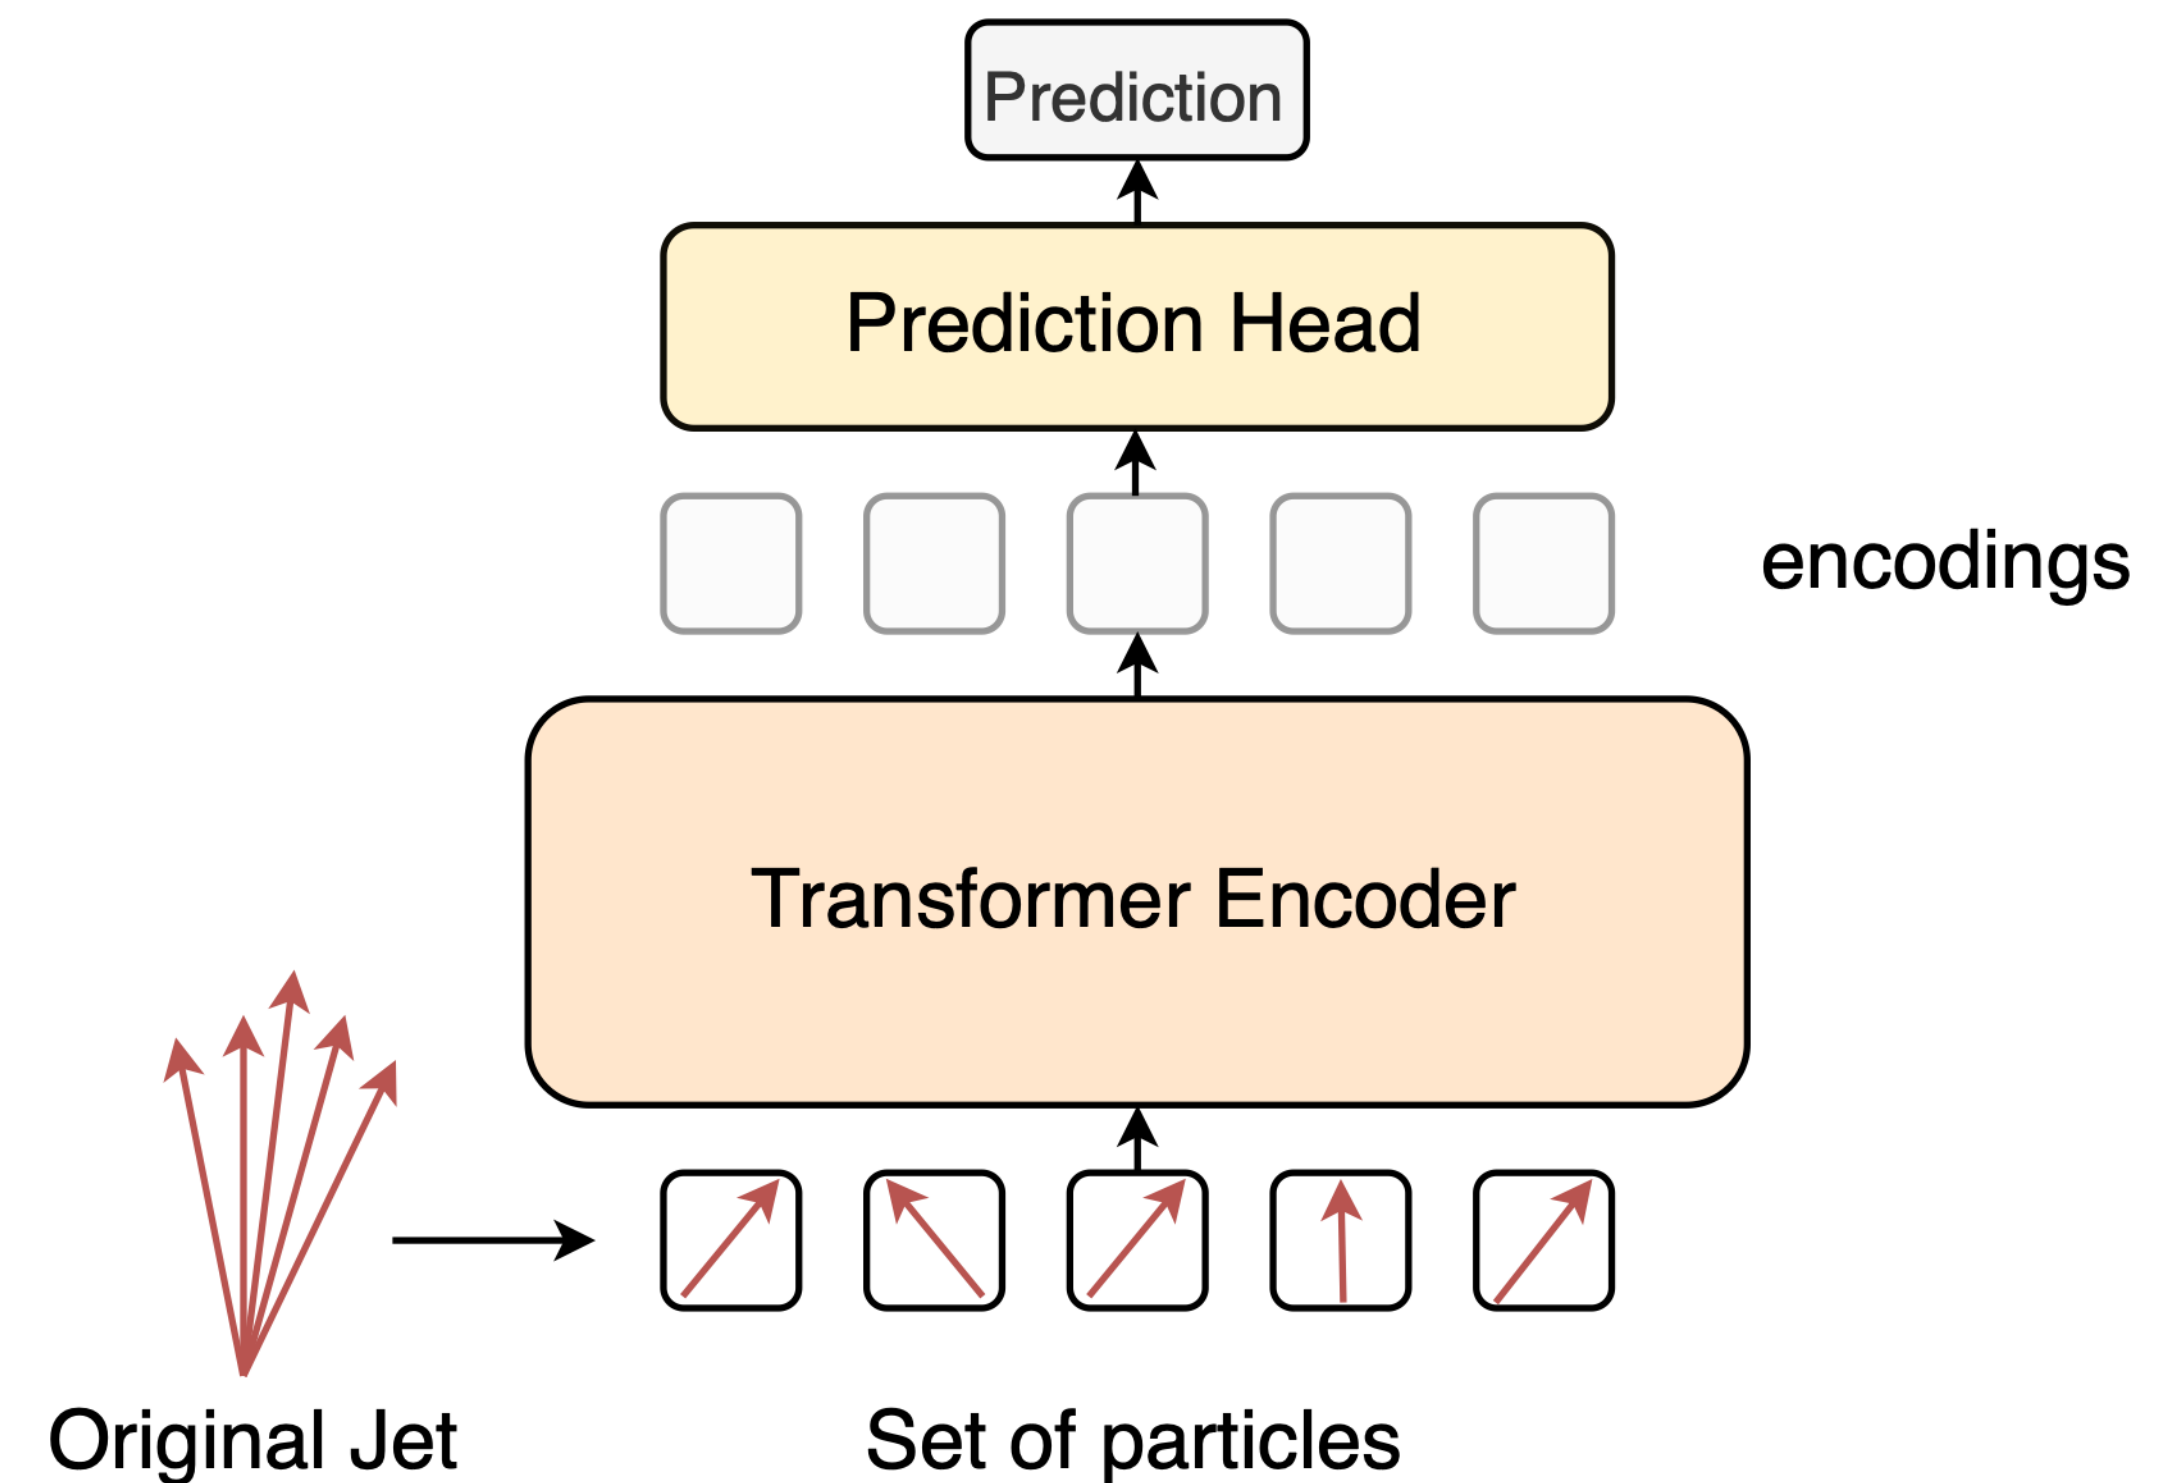 Prediction
Prediction Head
encodings
Transformer Encoder
Original Jet
Set of particles